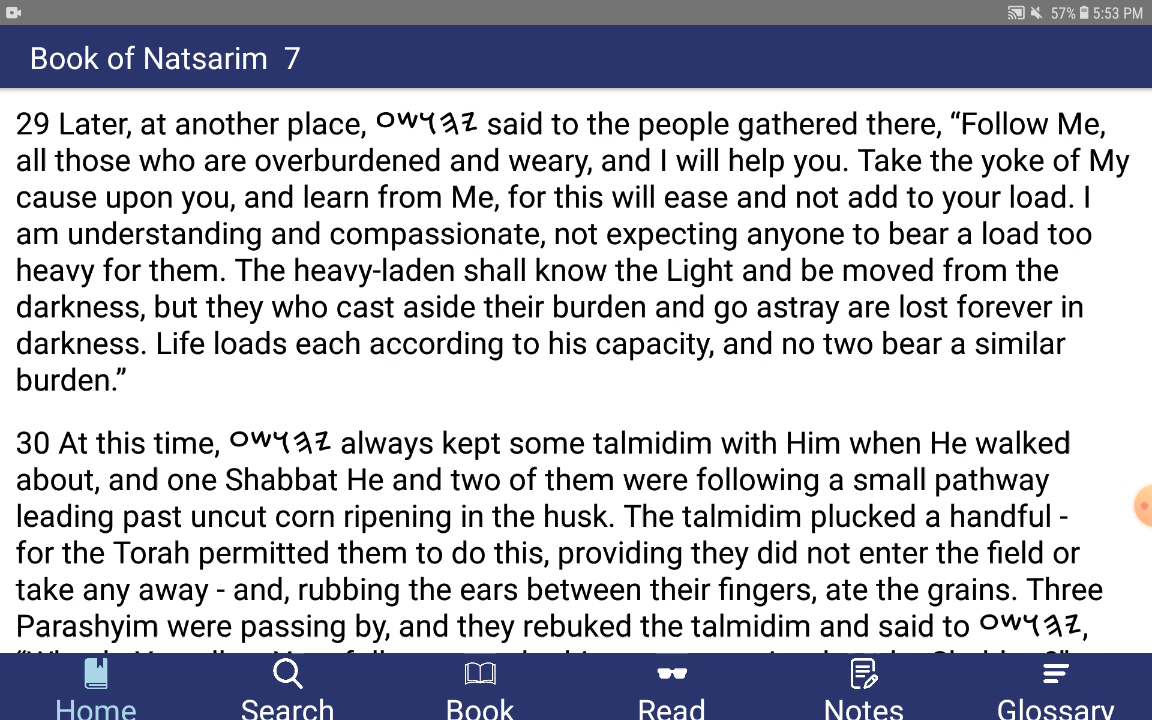 57% 5:53 PM
Book of Natsarim 7
29 Later, at another place, 𐤉𐤄𐤅𐤔𐤏 said to the people gathered there, “Follow Me,
all those who are overburdened and weary, and I will help you. Take the yoke of My
cause upon you, and learn from Me, for this will ease and not add to your load. I
am understanding and compassionate, not expecting anyone to bear a load too
heavy for them. The heavy-laden shall know the Light and be moved from the
darkness, but they who cast aside their burden and go astray are lost forever in
darkness. Life loads each according to his capacity, and no two bear a similar
burden.”
30 At this time, 𐤉𐤄𐤅𐤔𐤏 always kept some talmidim with Him when He walked
about, and one Shabbat He and two of them were following a small pathway
leading past uncut corn ripening in the husk. The talmidim plucked a handful -
for the Torah permitted them to do this, providing they did not enter the field or
take any away - and, rubbing the ears between their fingers, ate the grains. Three
Parashyim were passing by, and they rebuked the talmidim and said to 𐤉𐤄𐤅𐤔𐤏,
Home Search Book Read Notes Glossary